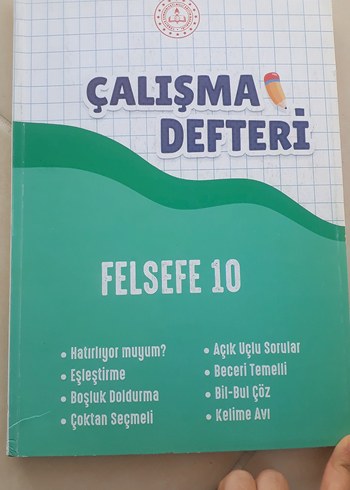 ÇALIŞMA
DEFTERİ
FELSEFE 10
• Hatırlıyor muyum?
• Eşleştirme
• Boşluk Doldurma
• Çoktan Seçmeli
• Açık Uçlu Sorular
• Beceri Temelli
• Bil-Bul Çöz
• Kelime Avı